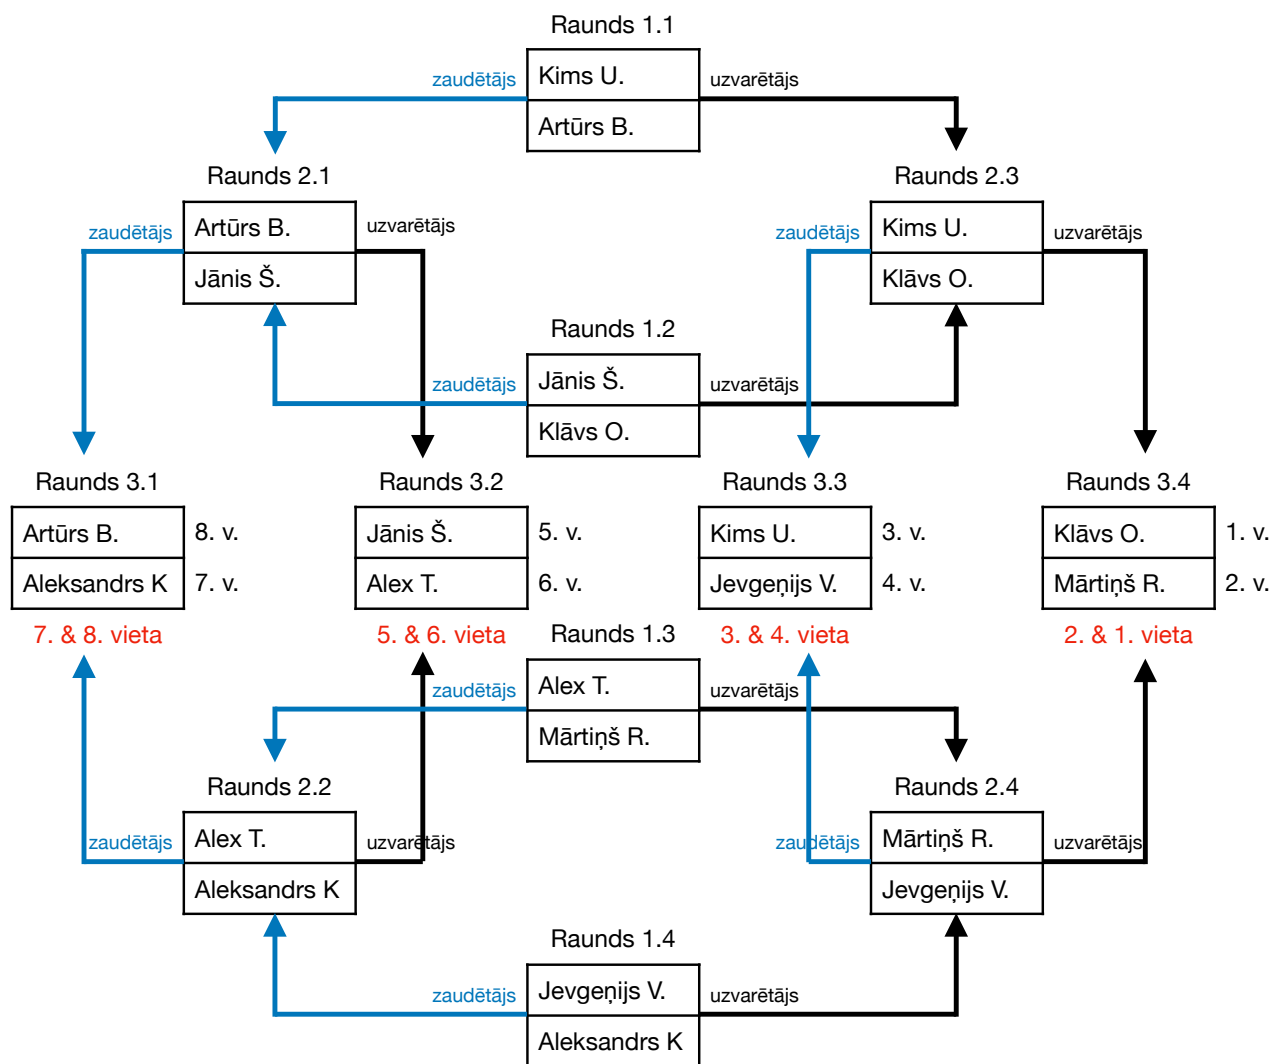 Raunds 1.1
zaudētājs
Kims U.
uzvarētājs
Artūrs B.
Raunds 2.1
Raunds 2.3
zaudētājs
Artūrs B.
uzvarētājs
zaudētājs
Kims U.
uzvarētājs
Jānis Š.
Klāvs O.
Raunds 1.2
zaudētājs
Jānis Š.
uzvarētājs
Klāvs O.
Raunds 3.1
Raunds 3.2
Raunds 3.3
Raunds 3.4
Artūrs B.
8. v.
Jānis Š.
5. v.
Kims U.
3. v.
Klāvs O.
1. v.
Aleksandrs K
7. v.
Alex T.
6. v.
Jevgeņijs V.
4. v.
Mārtiņš R.
2. v.
7. & 8. vieta
5. & 6. vieta
Raunds 1.3
3. & 4. vieta
2. & 1. vieta
zaudētājs
Alex T.
uzvarētājs
Mārtiņš R.
Raunds 2.2
Raunds 2.4
zaudētājs
Alex T.
uzvarētājs
zaudētājs
Mārtiņš R.
uzvarētājs
Aleksandrs K
Jevgeņijs V.
Raunds 1.4
zaudētājs
Jevgeņijs V.
uzvarētājs
Aleksandrs K